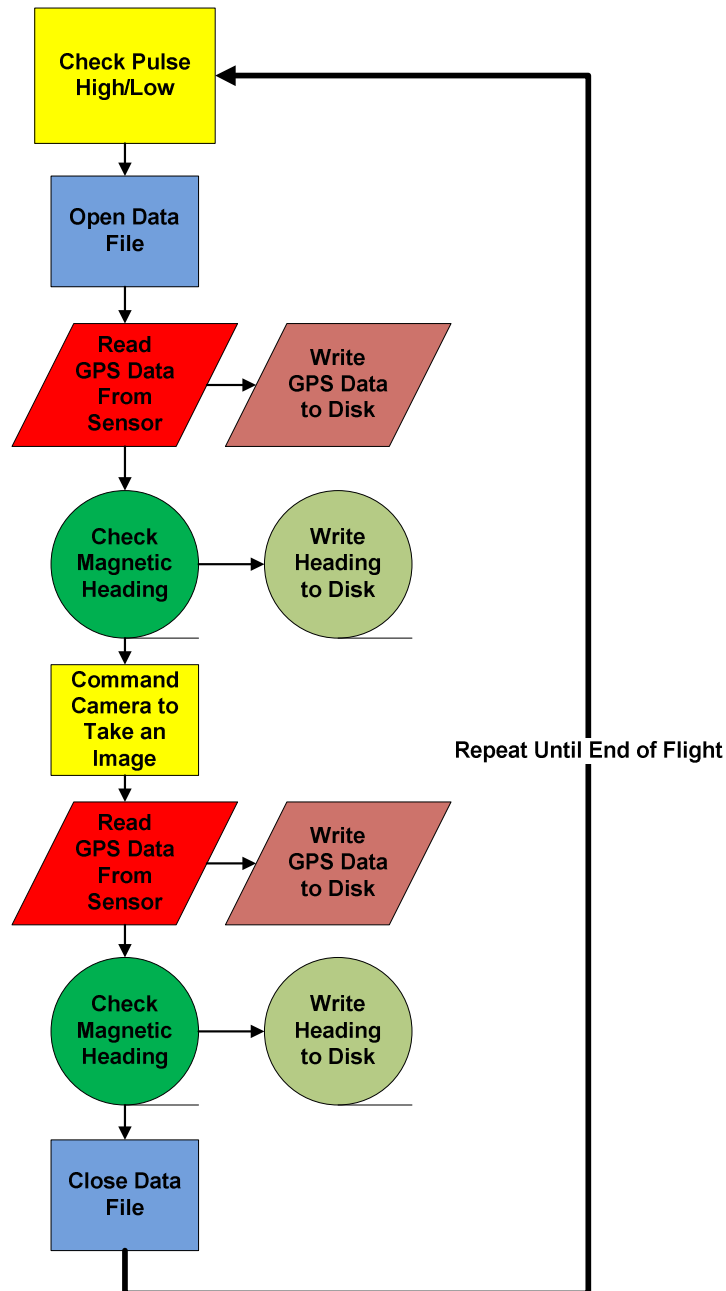 Check Pulse
High/Low
Open Data
File
Read
GPS Data
From
Sensor
Write
GPS Data
to Disk
Check
Magnetic
Heading
Write
Heading
to Disk
Command
Camera to
Take an
Image
Repeat Until End of Flight
Read
GPS Data
From
Sensor
Write
GPS Data
to Disk
Check
Magnetic
Heading
Write
Heading
to Disk
Close Data
File